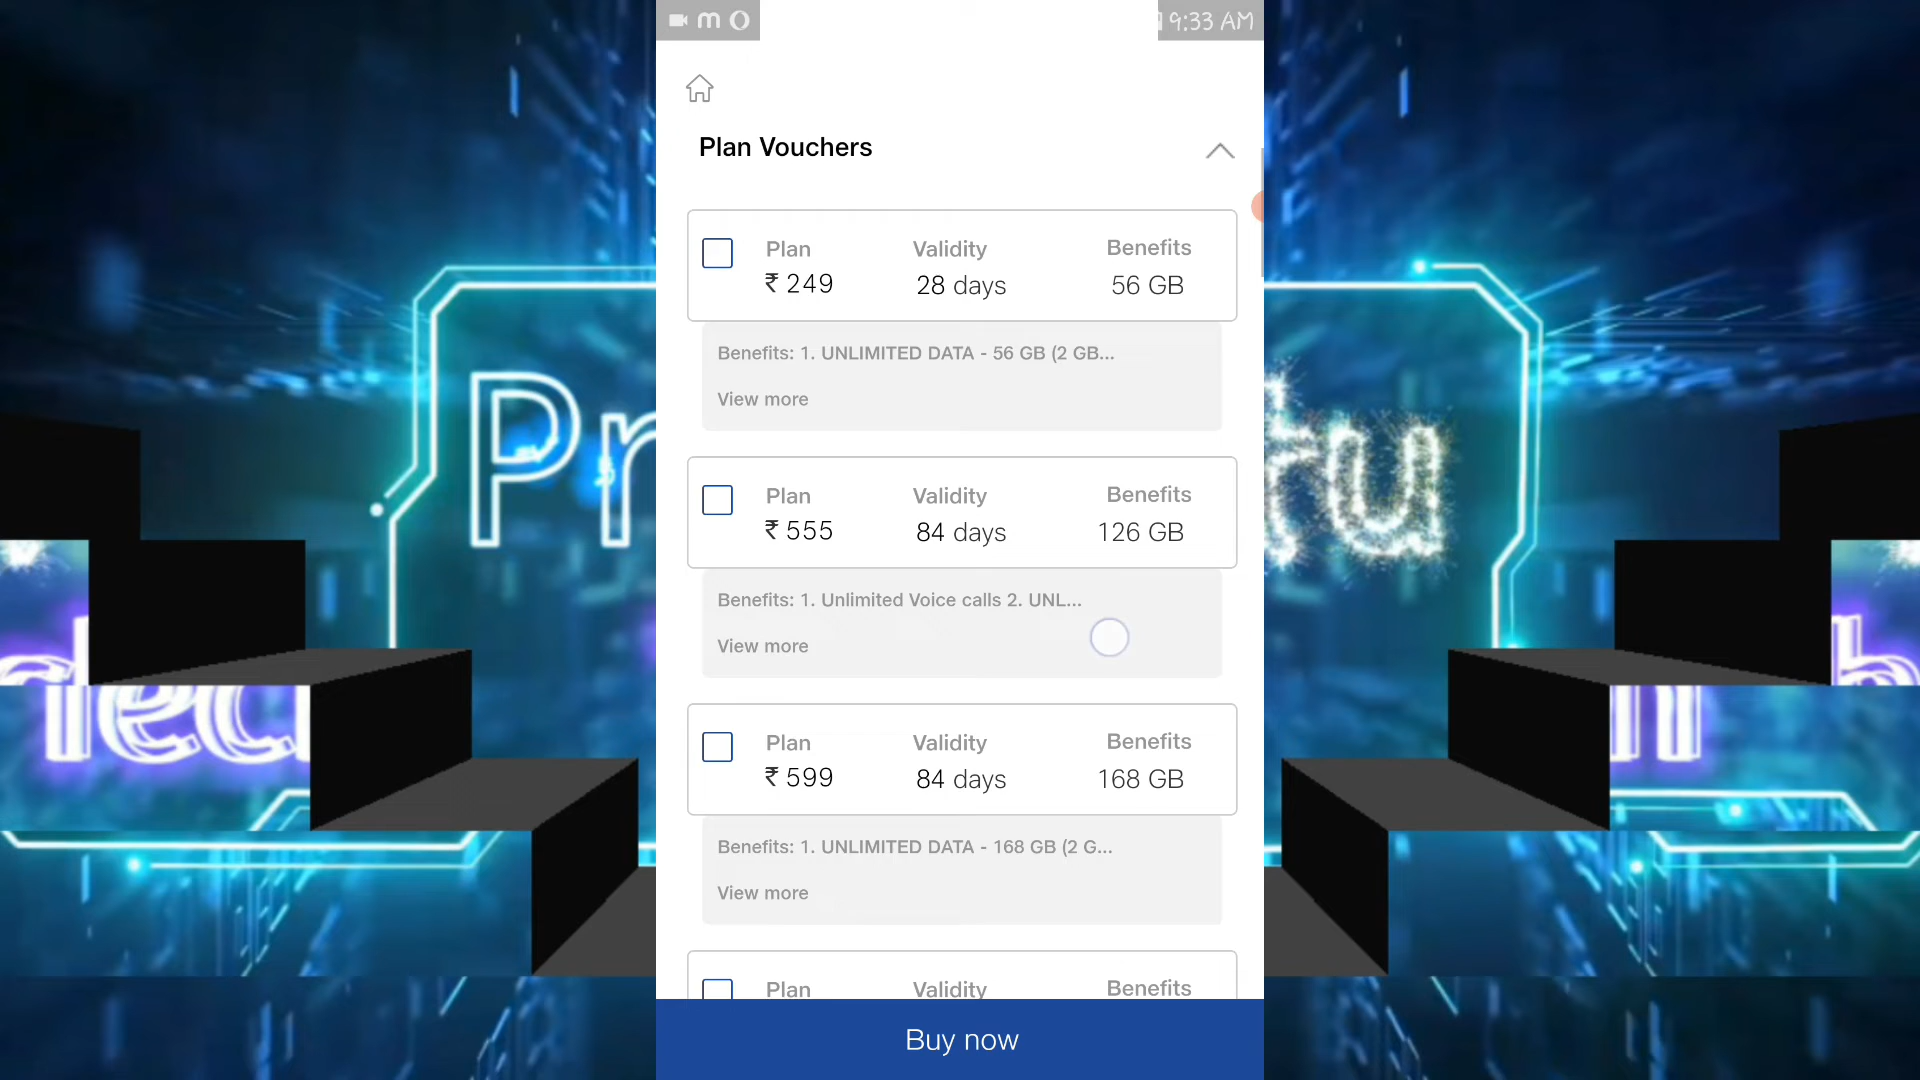 m O
9:33 AM
Plan Vouchers
Plan Validity Benefits
₹ 249 28 days 56 GB
Benefits: 1. UNLIMITED DATA - 56 GB (2 GB...
View more
Plan Validity Benefits
₹ 555 84 days 126 GB
Benefits: 1. Unlimited Voice calls 2. UNL...
View more
Plan Validity Benefits
₹ 599 84 days 168 GB
Benefits: 1. UNLIMITED DATA - 168 GB (2 G...
View more
Plan Validity Benefits
Buy now